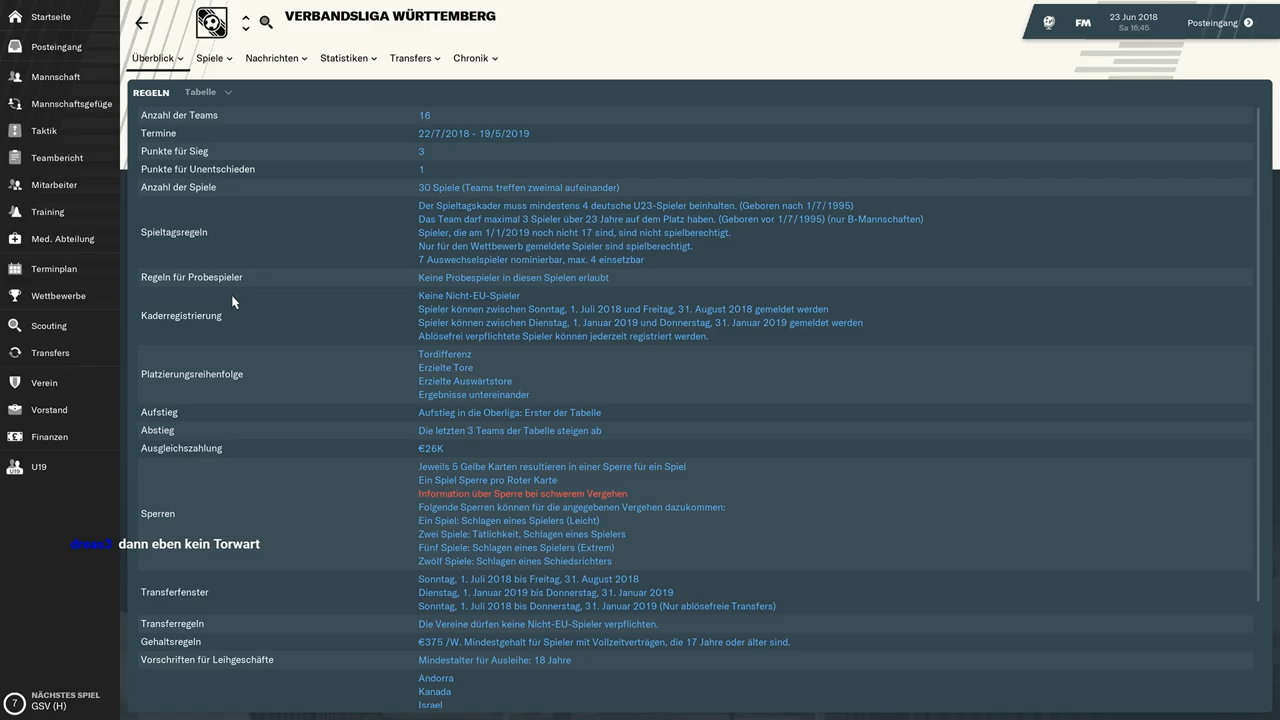 Startseite
Posteingang
Mannschaft
Mannschaftsgefüge
Taktik
Teambericht
Mitarbeiter
Training
Med. Abteilung
Terminplan
Wettbewerbe
Scouting
Transfers
Verein
Vorstand
Finanzen
U19
U19
7
NÄCHSTES SPIEL
GSV (H)
VERBANDSLIGA WÜRTTEMBERG
FM
23 Jun 2018
Sa 16:45
Posteingang
Überblick
Spiele
Nachrichten
Statistiken
Transfers
Chronik
REGELN
Tabelle
Anzahl der Teams
16
Termine
22/7/2018 - 19/5/2019
Punkte für Sieg
3
Punkte für Unentschieden
1
Anzahl der Spiele
30 Spiele (Teams treffen zweimal aufeinander)
Spieltagsregeln
Der Spieltagskader muss mindestens 4 deutsche U23-Spieler beinhalten. (Geboren nach 1/7/1995)
Das Team darf maximal 3 Spieler über 23 Jahre auf dem Platz haben. (Geboren vor 1/7/1995) (nur B-Mannschaften)
Spieler, die am 1/1/2019 noch nicht 17 sind, sind nicht spielberechtigt.
Nur für den Wettbewerb gemeldete Spieler sind spielberechtigt.
7 Auswechselspieler nominierbar, max. 4 einsetzbar
Regeln für Probespieler
Keine Probespieler in diesen Spielen erlaubt
Kaderregistrierung
Keine Nicht-EU-Spieler
Spieler können zwischen Sonntag, 1. Juli 2018 und Freitag, 31. August 2018 gemeldet werden
Spieler können zwischen Dienstag, 1. Januar 2019 und Donnerstag, 31. Januar 2019 gemeldet werden
Ablösefrei verpflichtete Spieler können jederzeit registriert werden.
Platzierungsreihenfolge
Tordifferenz
Erzielte Tore
Erzielte Auswärtstore
Ergebnisse untereinander
Aufstieg
Aufstieg in die Oberliga: Erster der Tabelle
Abstieg
Die letzten 3 Teams der Tabelle steigen ab
Ausgleichszahlung
€26K
Sperren
Jeweils 5 Gelbe Karten resultieren in einer Sperre für ein Spiel
Ein Spiel Sperre pro Roter Karte
Information über Sperre bei schwerem Vergehen
Folgende Sperren können für die angegebenen Vergehen dazukommen:
Ein Spiel: Schlagen eines Spielers (Leicht)
Zwei Spiele: Tätlichkeit, Schlagen eines Spielers
Fünf Spiele: Schlagen eines Spielers (Extrem)
Zwölf Spiele: Schlagen eines Schiedsrichters
dann eben kein Torwart
Transferfenster
Sonntag, 1. Juli 2018 bis Freitag, 31. August 2018
Dienstag, 1. Januar 2019 bis Donnerstag, 31. Januar 2019
Sonntag, 1. Juli 2018 bis Donnerstag, 31. Januar 2019 (Nur ablösefreie Transfers)
Transferregeln
Die Vereine dürfen keine Nicht-EU-Spieler verpflichten.
Gehaltsregeln
€375 /W. Mindestgehalt für Spieler mit Vollzeitverträgen, die 17 Jahre oder älter sind.
Vorschriften für Leihgeschäfte
Mindestalter für Ausleihe: 18 Jahre
Andorra
Kanada
Israel